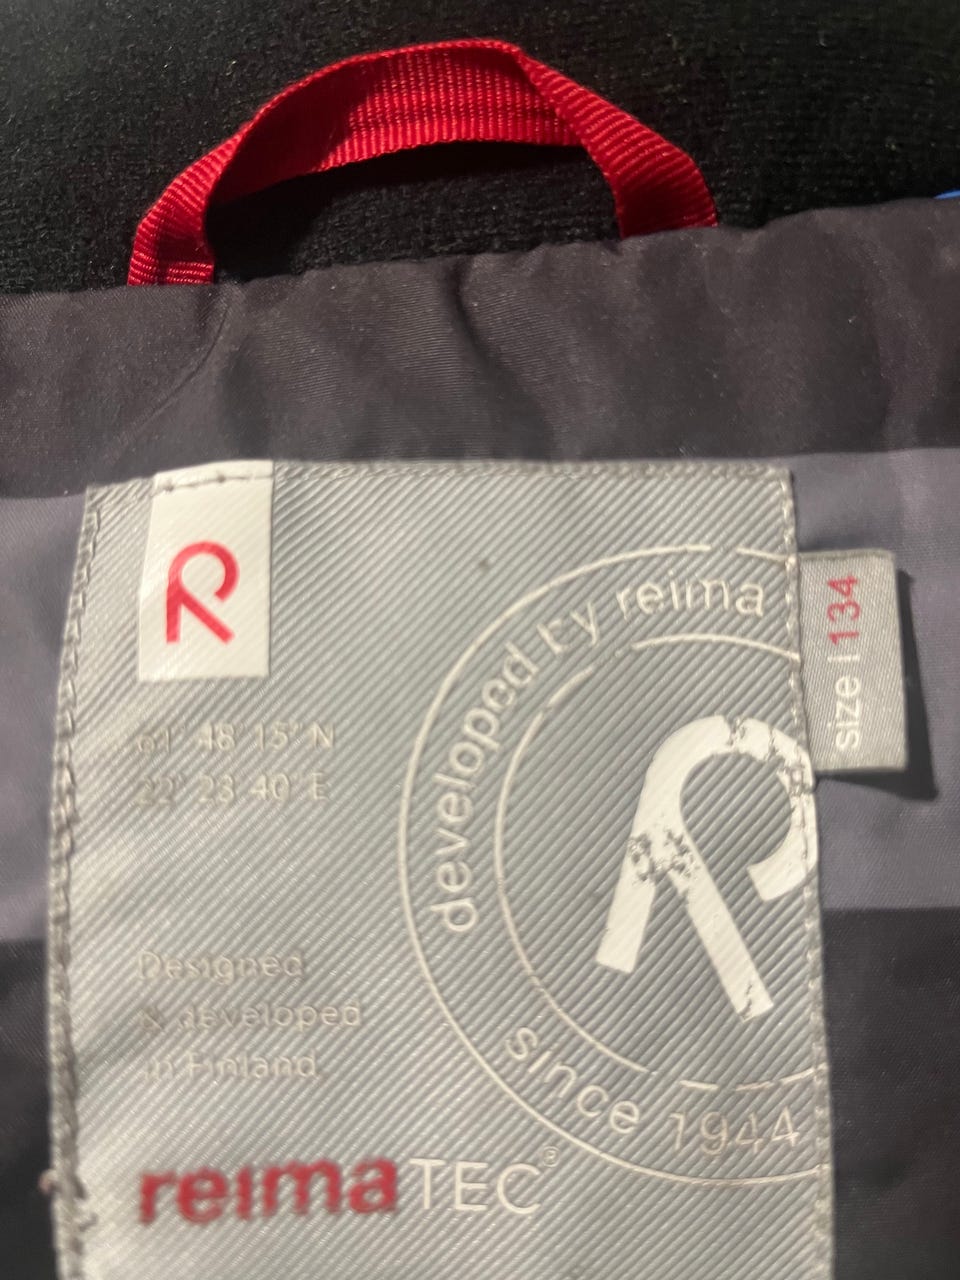 R
developed by reima
size | 134
61° 48' 15" N
22° 23' 40" E
R
Designed
& developed
in Finland.
since 1944
reimaTEC®